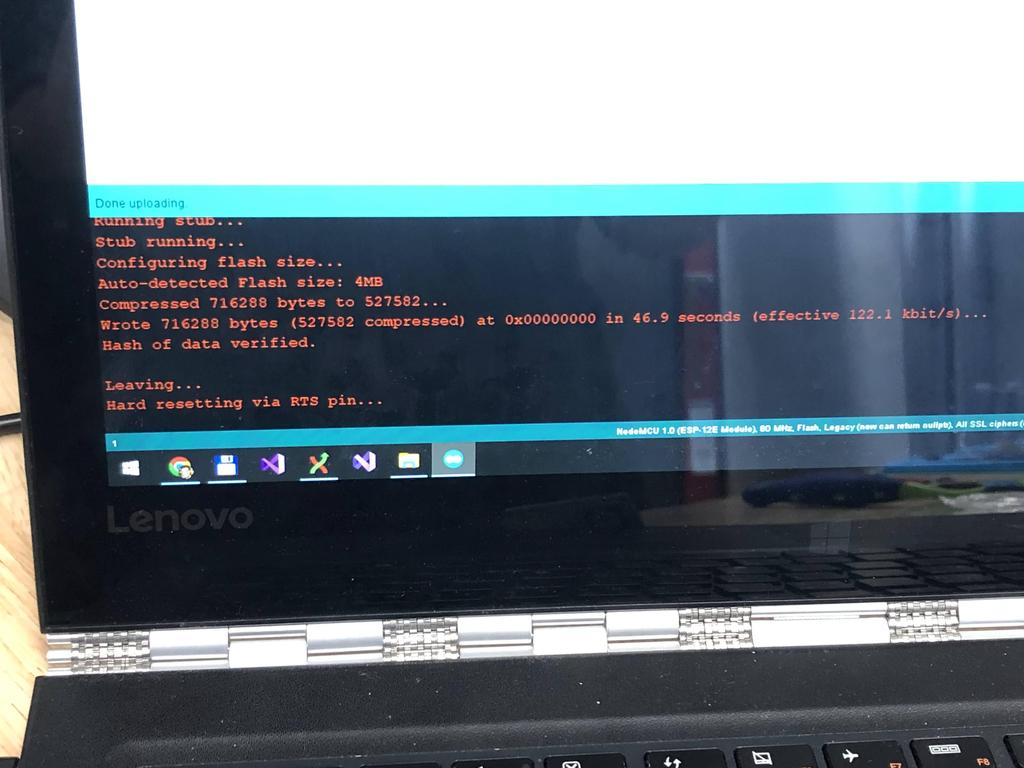 Done uploading.
Running stub...
Stub running...
Configuring flash size...
Auto-detected Flash size: 4MB
Compressed 716288 bytes to 527582...
Wrote 716288 bytes (527582 compressed) at 0x00000000 in 46.9 seconds (effective 122.1 kbit/s)...
Hash of data verified.
Leaving...
Hard resetting via RTS pin...
1
NodeMCU 1.0 (ESP-12E Module), 80 MHz, Flash, Legacy (new can return nullptr), All SSL ciphers
Lenovo
F7
F8